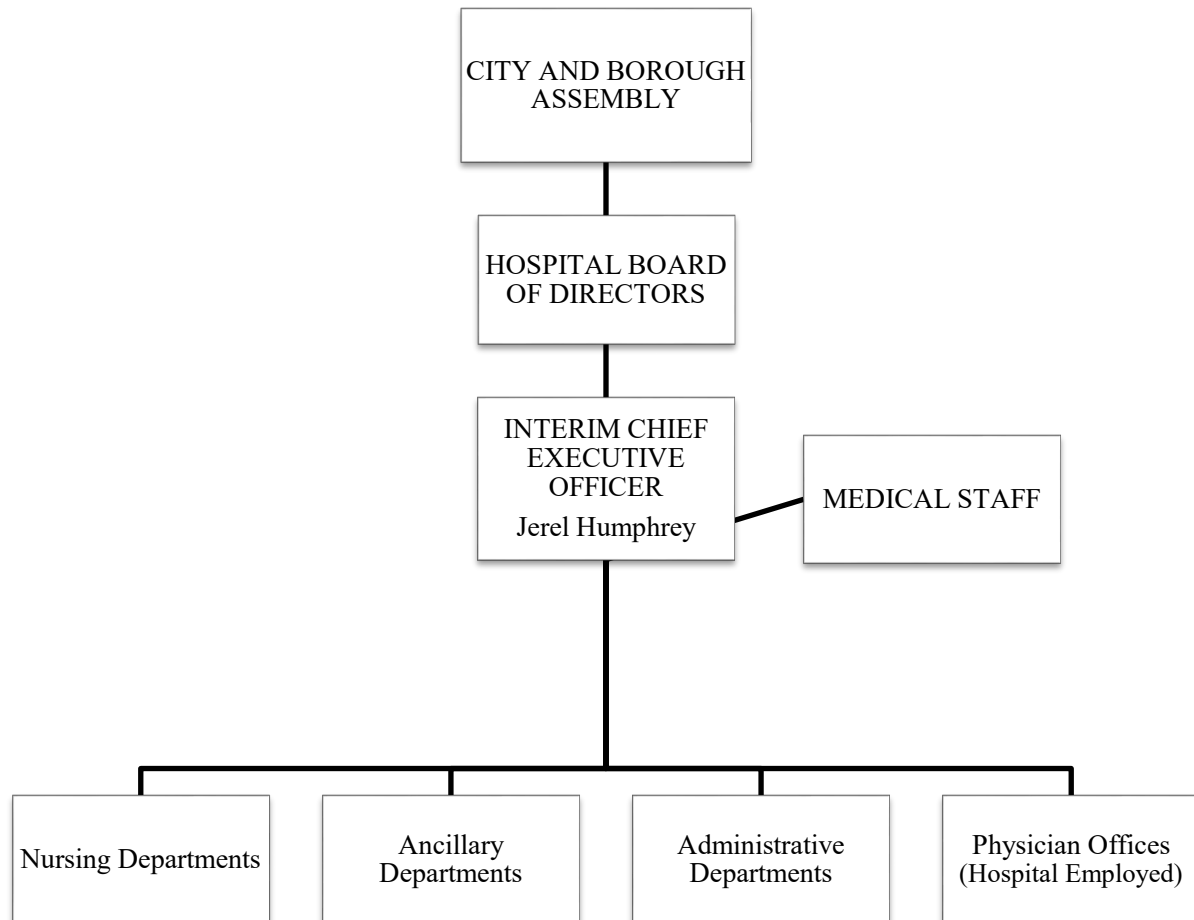 CITY AND BOROUGH
ASSEMBLY
HOSPITAL BOARD
OF DIRECTORS
INTERIM CHIEF
EXECUTIVE
OFFICER
Jerel Humphrey
MEDICAL STAFF
Nursing Departments
Ancillary
Departments
Administrative
Departments
Physician Offices
(Hospital Employed)